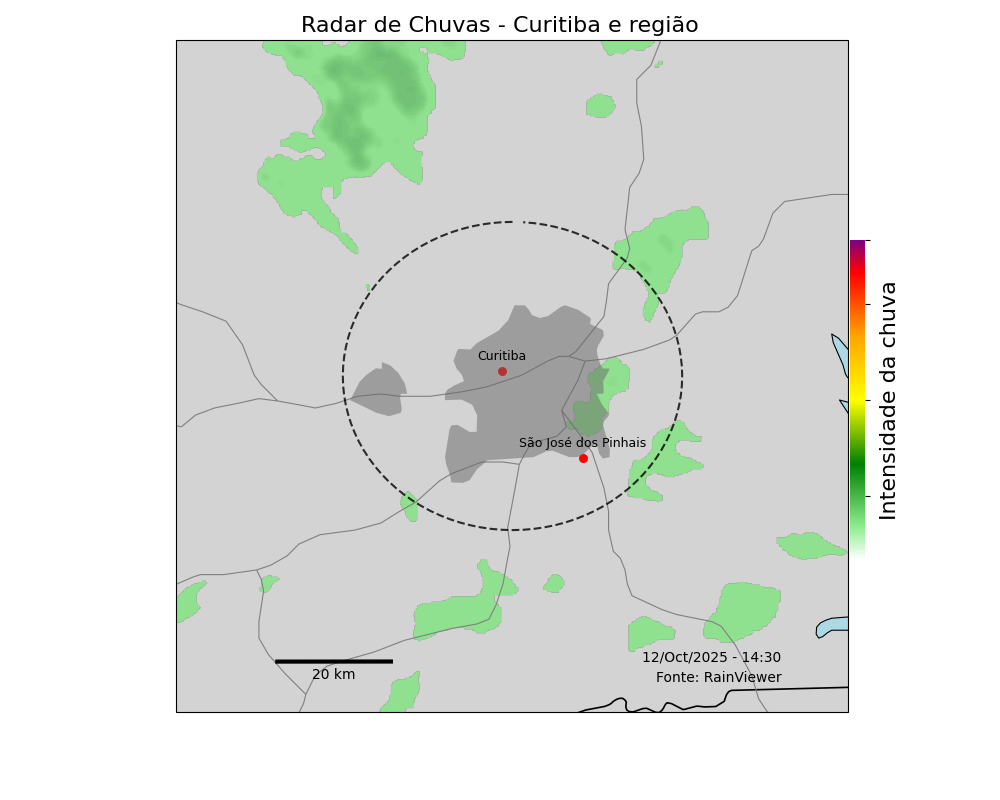 Radar de Chuvas - Curitiba e região
Curitiba
São José dos Pinhais
Intensidade da chuva
12/Oct/2025 - 14:30
Fonte: RainViewer
20 km